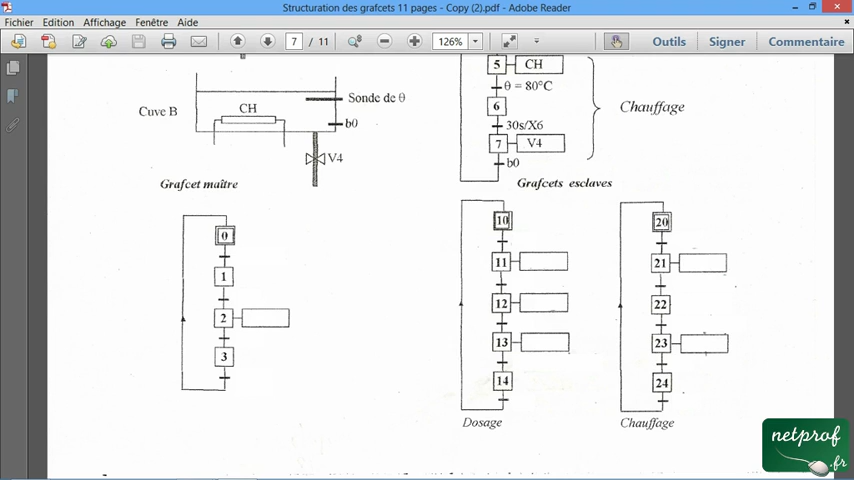 Structuration des grafcets 11 pages - Copy (2).pdf - Adobe Reader
Fichier Edition Affichage Fenêtre Aide
7 / 11 126% Outils Signer Commentaire
5 CH
Sonde de θ
θ = 80°C
Cuve B CH
6 Chauffage
b0
30s/X6
7 V4
V4
b0
Grafcet maître
Grafcets esclaves
0
1
2
3
10
11
12
13
14
Dosage
20
21
22
23
24
Chauffage
netprof
.fr